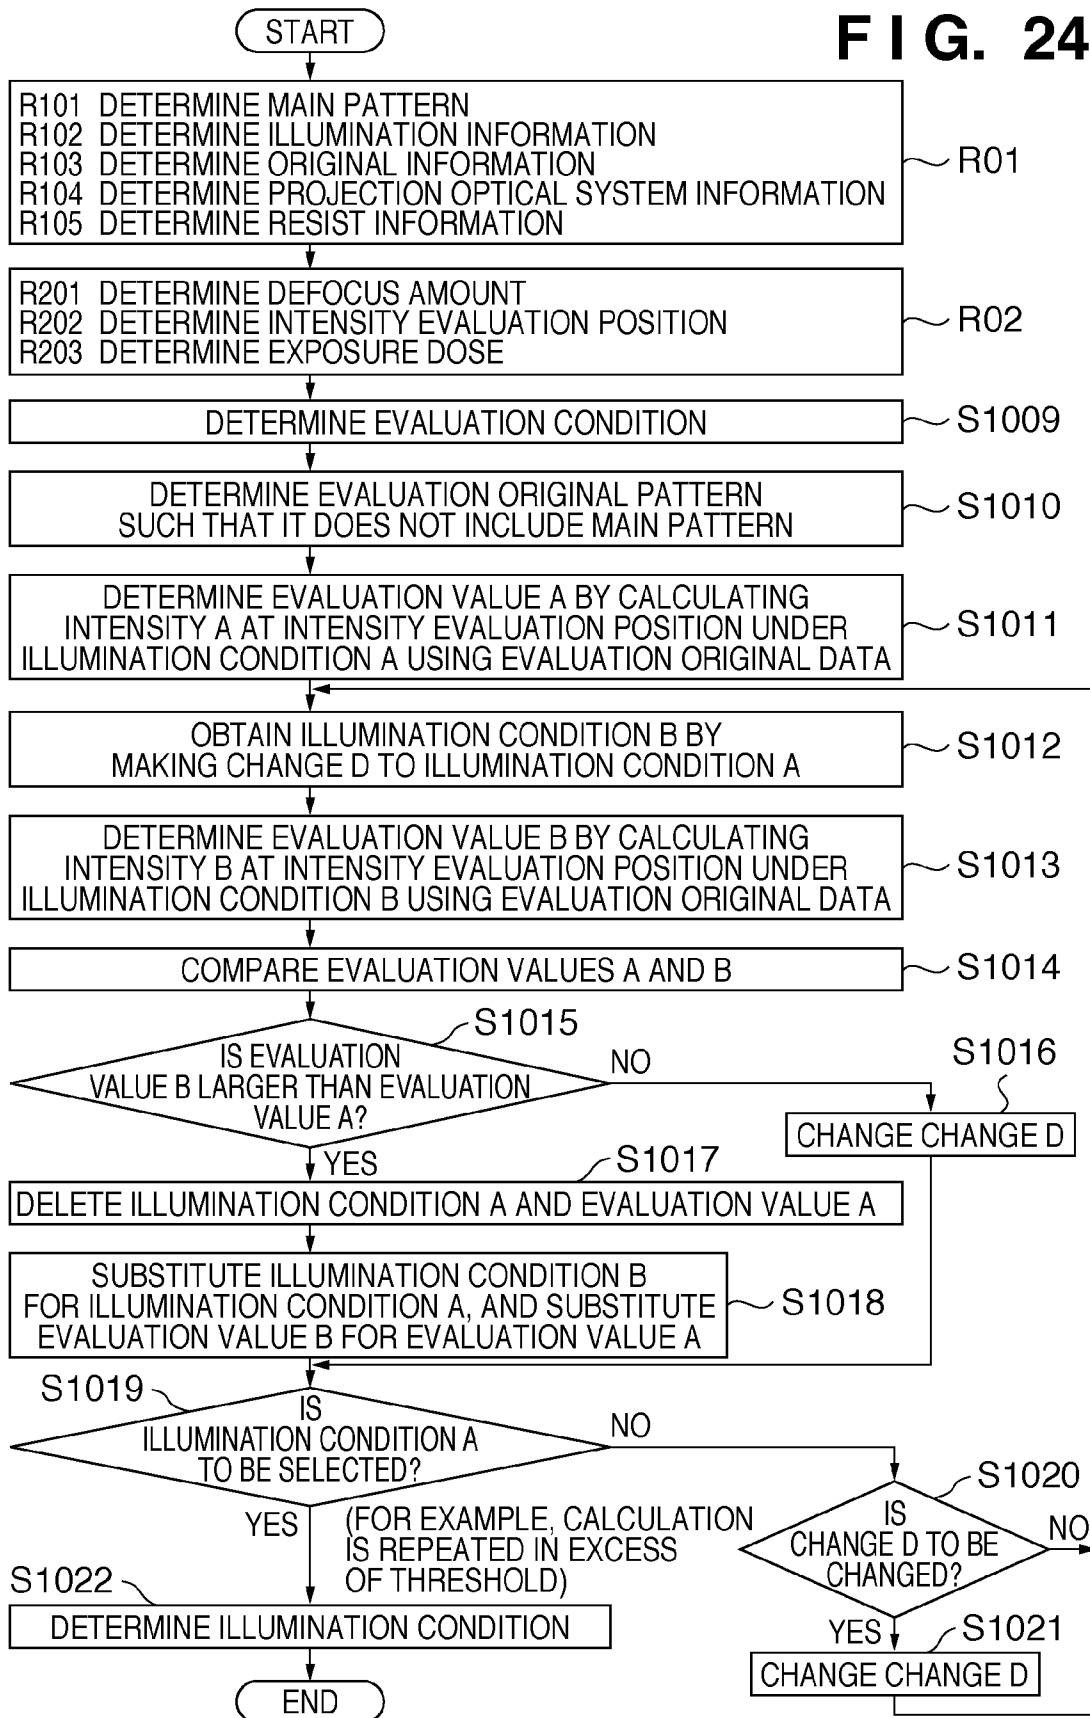 FIG. 24
START
R101 DETERMINE MAIN PATTERN
R102 DETERMINE ILLUMINATION INFORMATION
R103 DETERMINE ORIGINAL INFORMATION
R104 DETERMINE PROJECTION OPTICAL SYSTEM INFORMATION
R105 DETERMINE RESIST INFORMATION
R01
R201 DETERMINE DEFOCUS AMOUNT
R202 DETERMINE INTENSITY EVALUATION POSITION
R203 DETERMINE EXPOSURE DOSE
R02
DETERMINE EVALUATION CONDITION
S1009
DETERMINE EVALUATION ORIGINAL PATTERN
SUCH THAT IT DOES NOT INCLUDE MAIN PATTERN
S1010
DETERMINE EVALUATION VALUE A BY CALCULATING
INTENSITY A AT INTENSITY EVALUATION POSITION UNDER
ILLUMINATION CONDITION A USING EVALUATION ORIGINAL DATA
S1011
OBTAIN ILLUMINATION CONDITION B BY
MAKING CHANGE D TO ILLUMINATION CONDITION A
S1012
DETERMINE EVALUATION VALUE B BY CALCULATING
INTENSITY B AT INTENSITY EVALUATION POSITION UNDER
ILLUMINATION CONDITION B USING EVALUATION ORIGINAL DATA
S1013
COMPARE EVALUATION VALUES A AND B
S1014
S1015
IS EVALUATION
VALUE B LARGER THAN EVALUATION
VALUE A?
NO
S1016
CHANGE CHANGE D
YES
S1017
DELETE ILLUMINATION CONDITION A AND EVALUATION VALUE A
SUBSTITUTE ILLUMINATION CONDITION B
FOR ILLUMINATION CONDITION A, AND SUBSTITUTE
EVALUATION VALUE B FOR EVALUATION VALUE A
S1018
S1019
IS
ILLUMINATION CONDITION A
TO BE SELECTED?
NO
S1020
IS
CHANGE D TO BE
CHANGED?
NO
YES
(FOR EXAMPLE, CALCULATION
IS REPEATED IN EXCESS
OF THRESHOLD)
S1022
DETERMINE ILLUMINATION CONDITION
YES
S1021
CHANGE CHANGE D
END